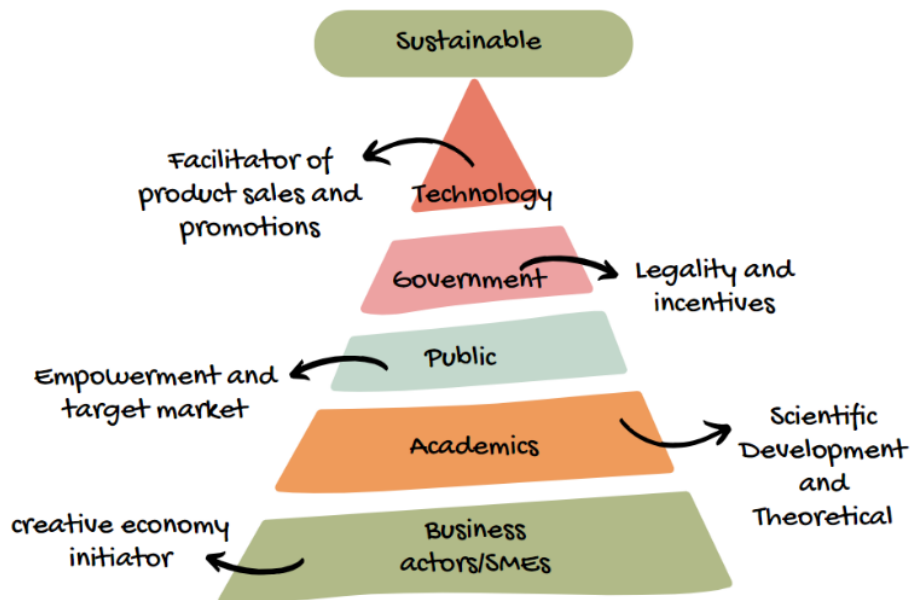 Sustainable
Facilitator of
product sales and
promotions
Technology
Government
Legality and
incentives
Public
Empowerment and
target market
Academics
Scientific
Development
and
Theoretical
creative economy
initiator
Business
actors/SMEs